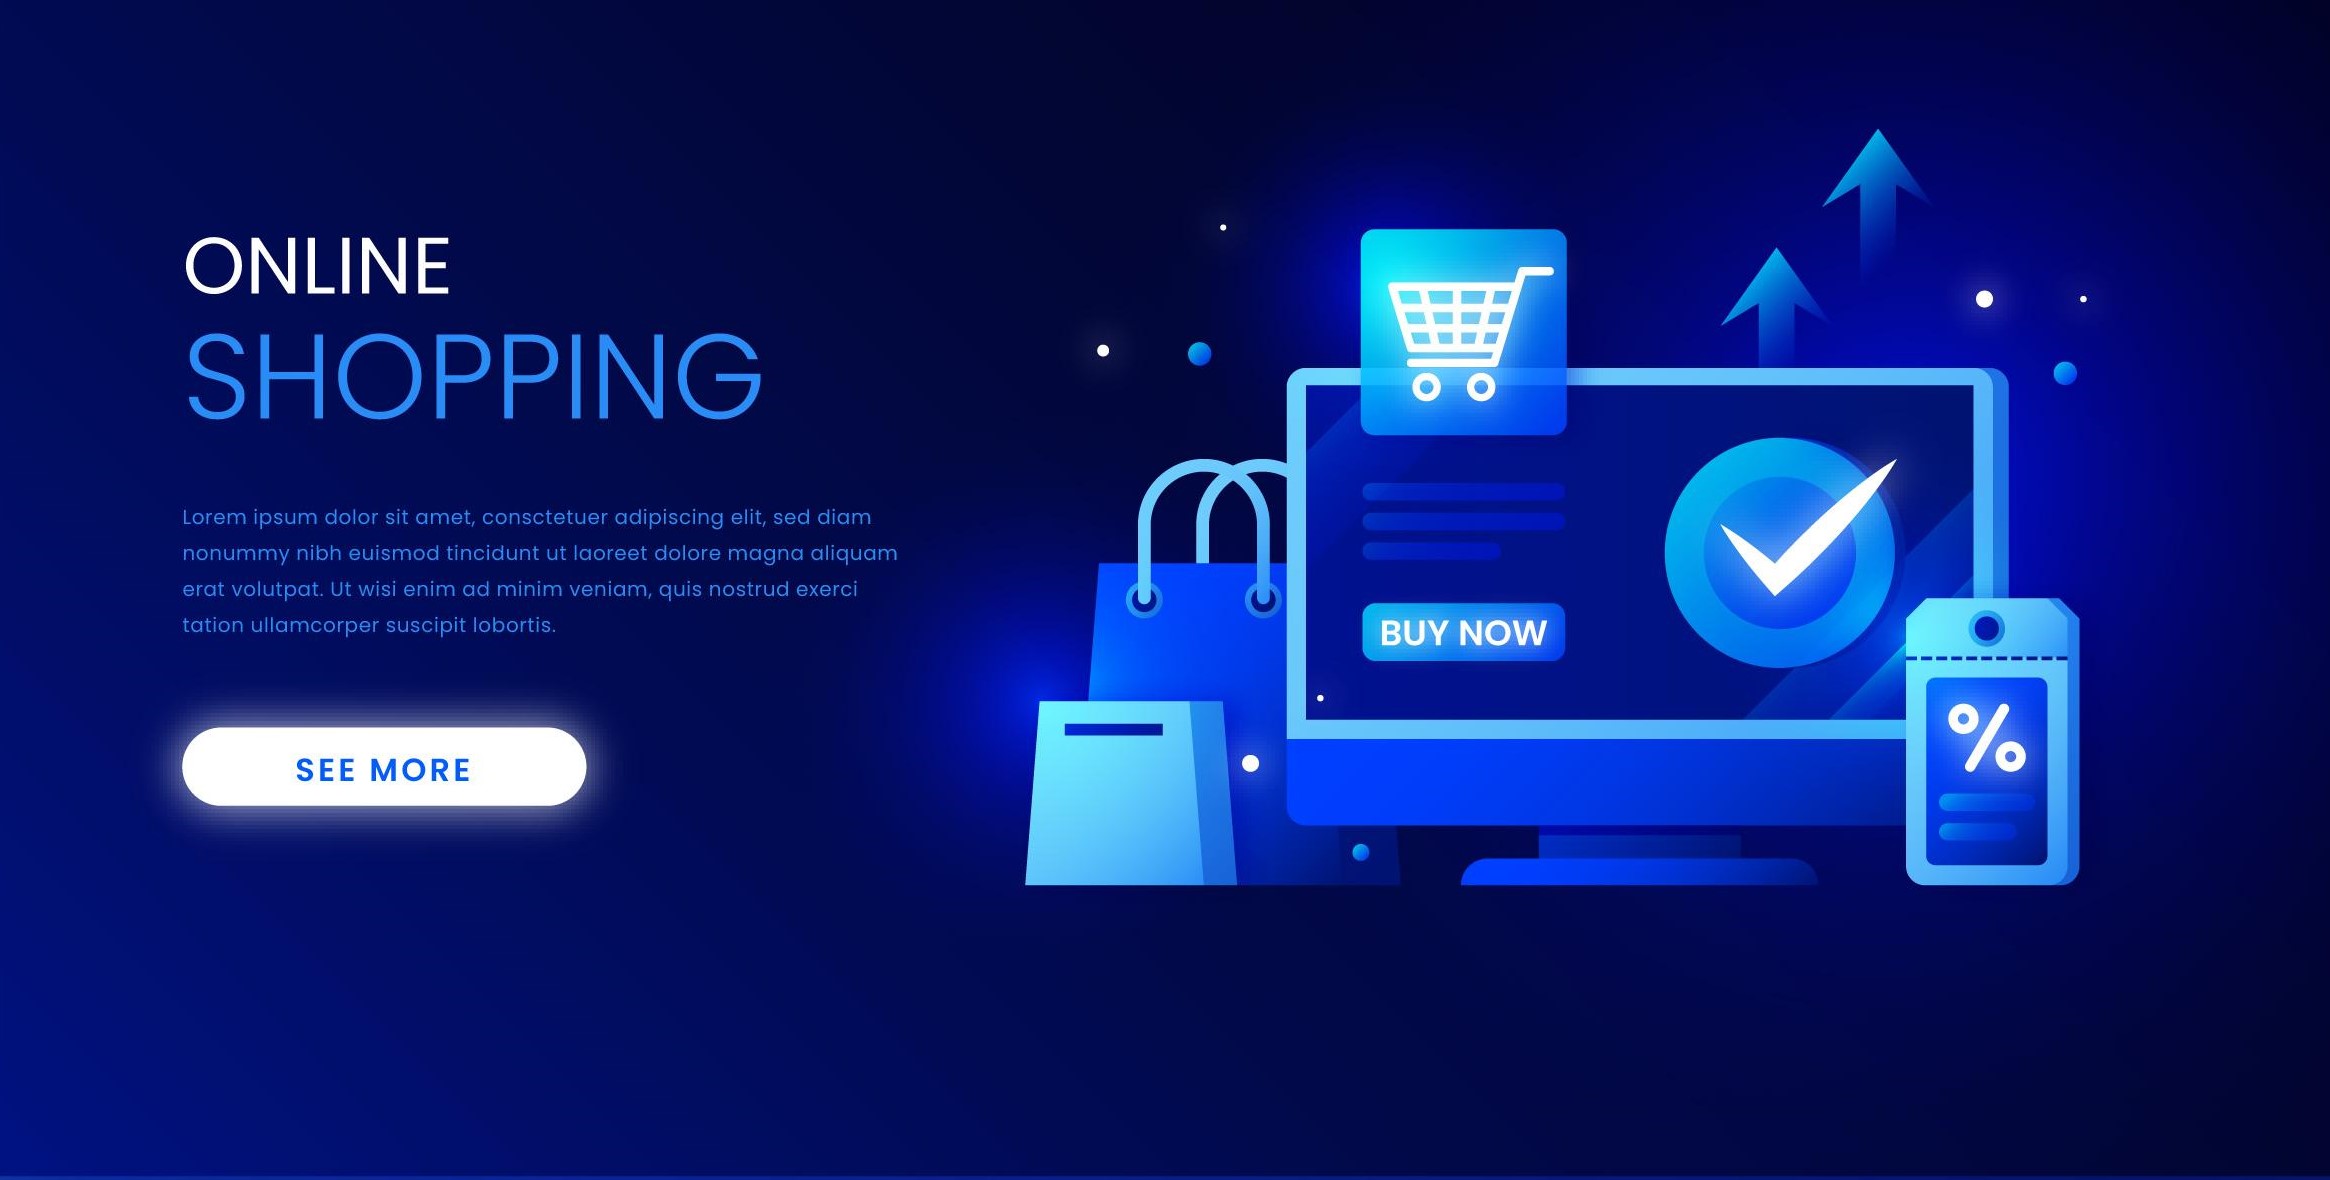 ONLINE
SHOPPING
Lorem ipsum dolor sit amet, consctetuer adipiscing elit, sed diam
nonummy nibh euismod tincidunt ut laoreet dolore magna aliquam
erat volutpat. Ut wisi enim ad minim veniam, quis nostrud exerci
tation ullamcorper suscipit lobortis.
SEE MORE
BUY NOW
%